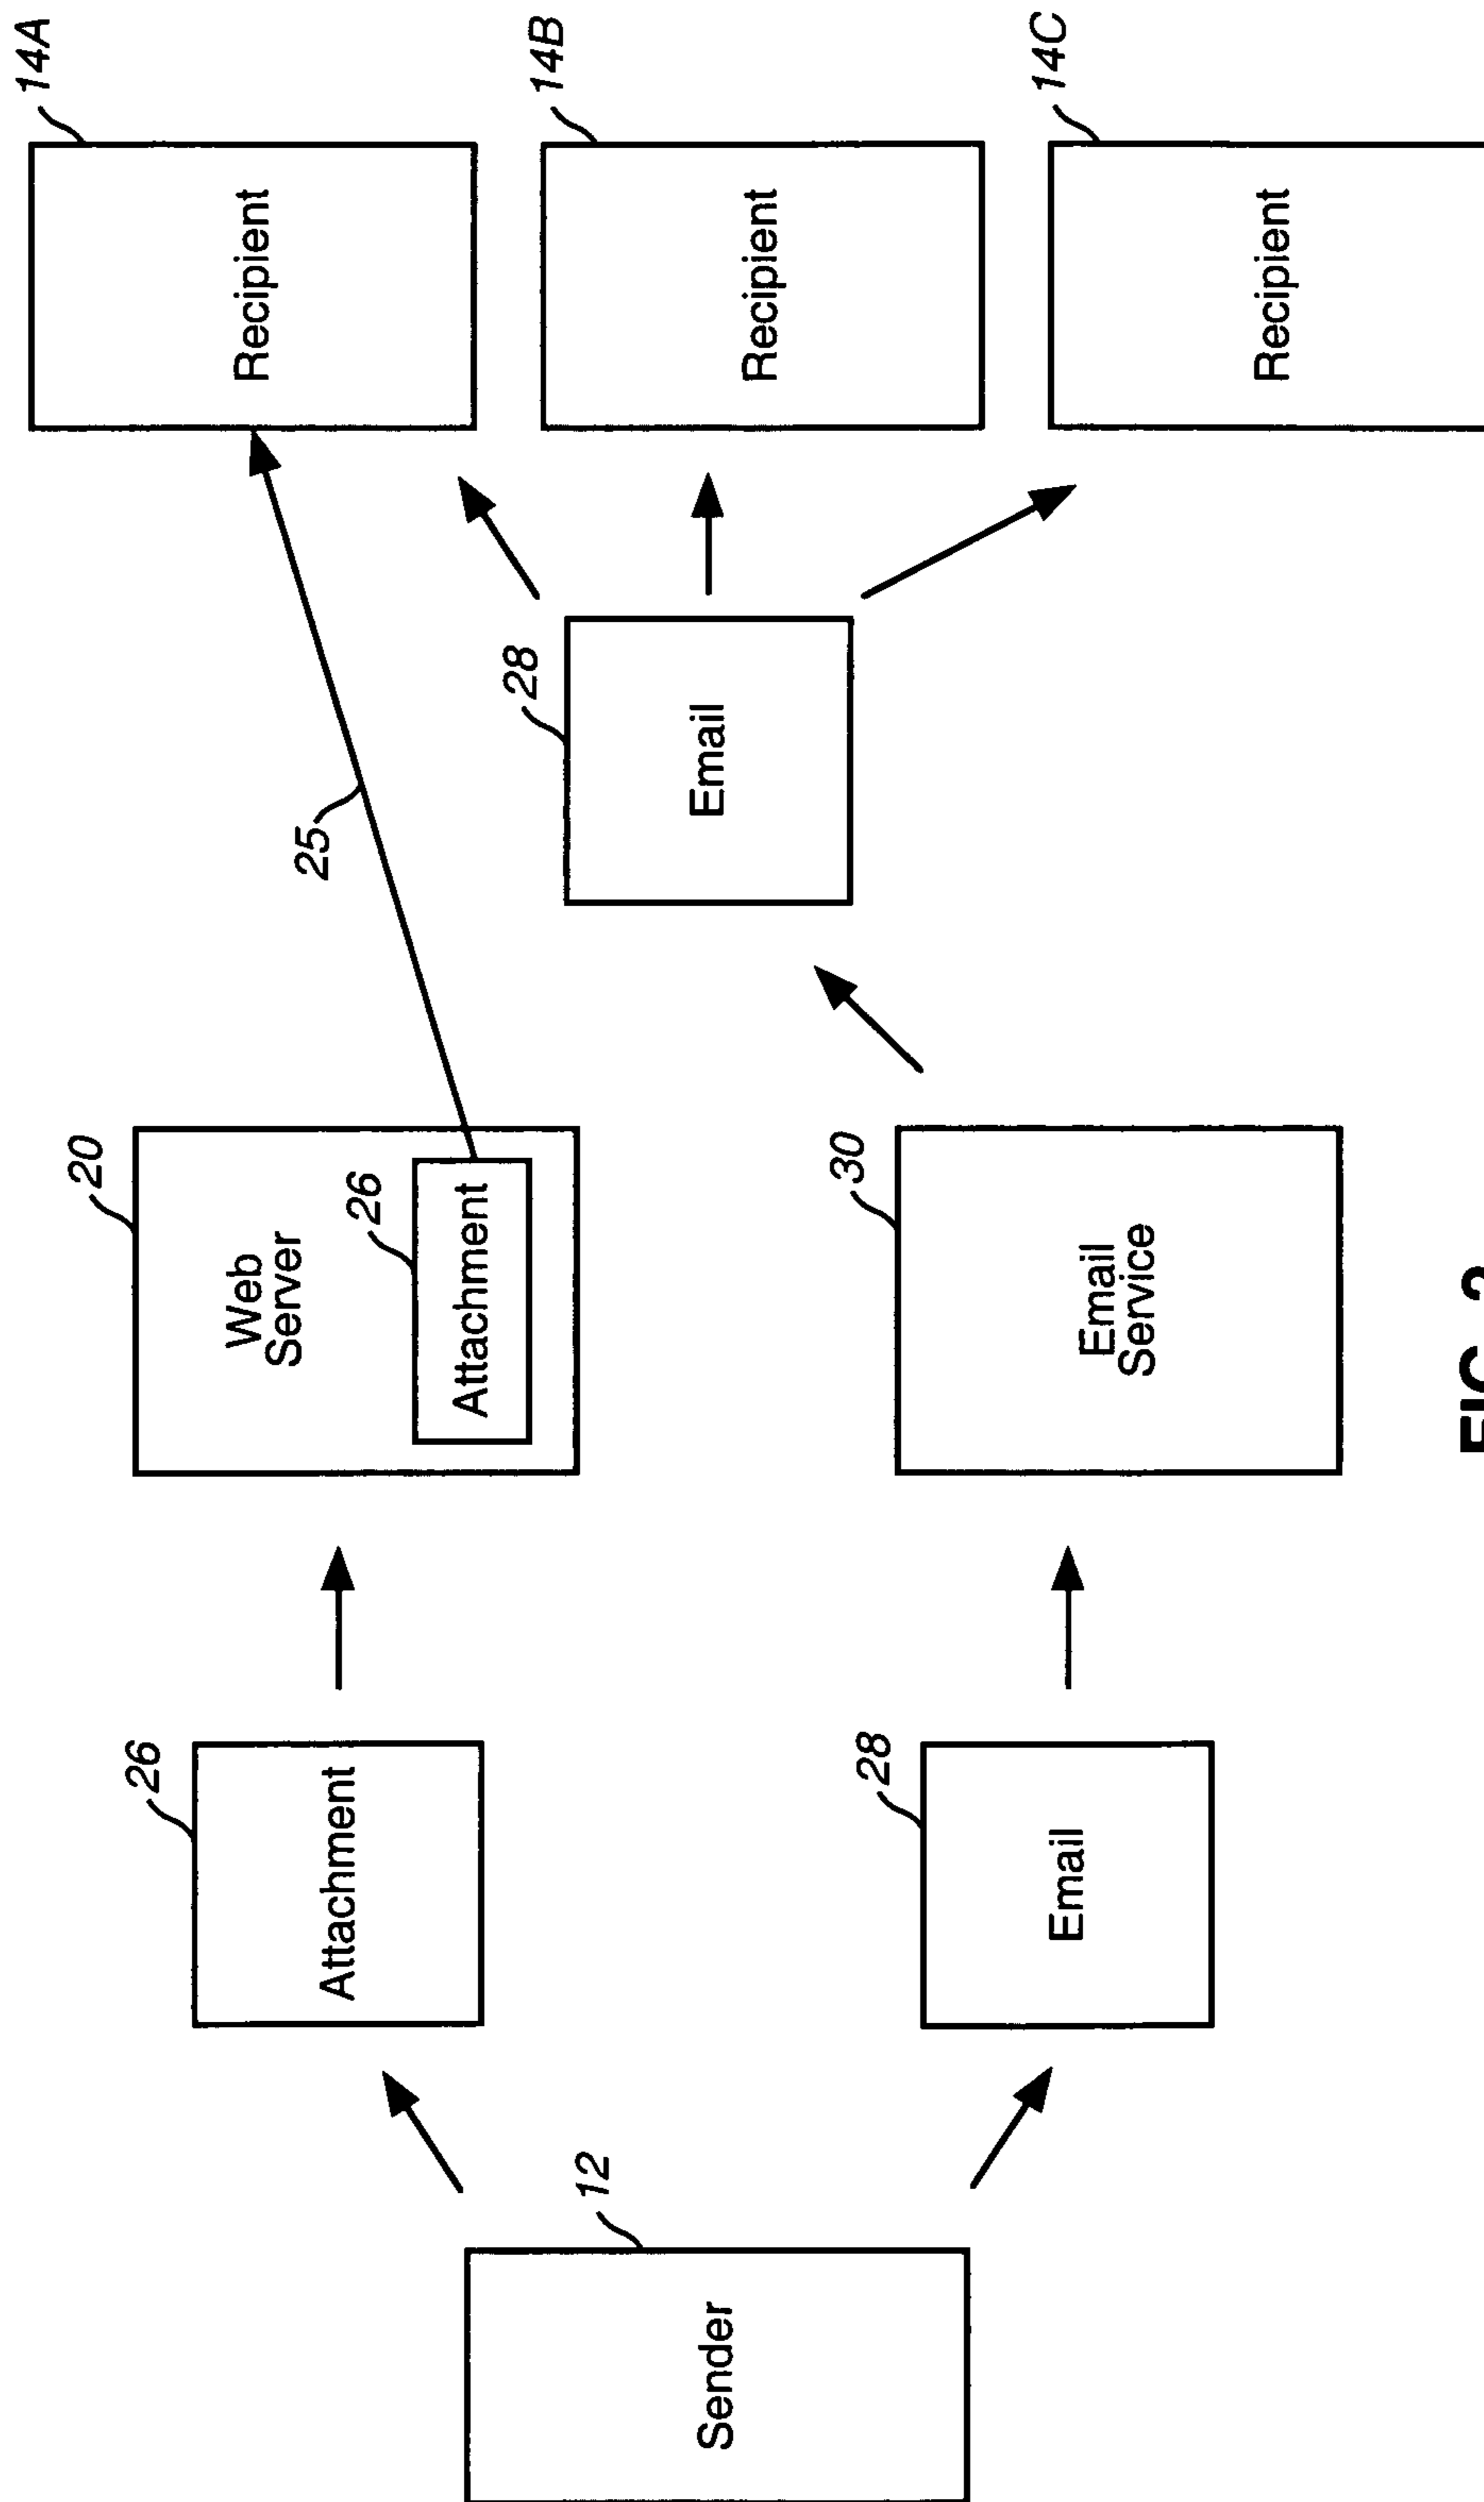 14A
Recipient
20
Web
Server
26
Attachment
25
26
Attachment
14B
Recipient
28
Email
12
Sender
30
Email
Service
28
Email
14C
Recipient
FIG